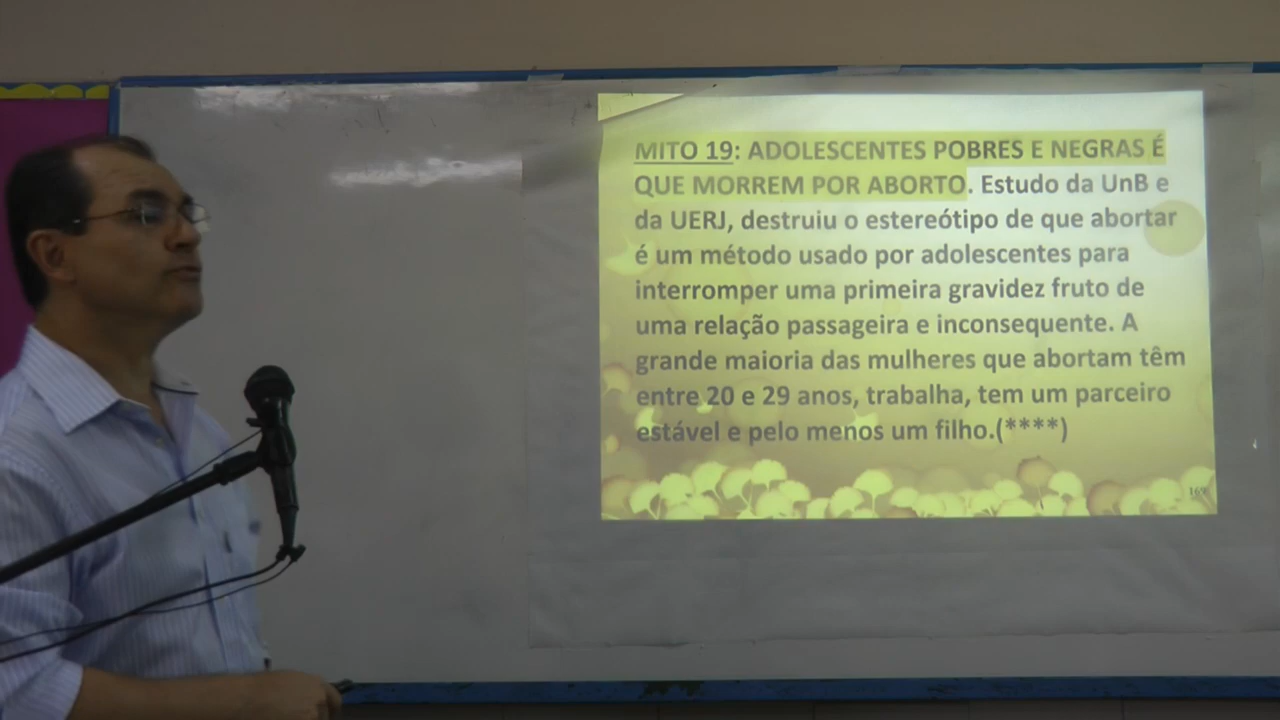 MITO 19: ADOLESCENTES POBRES E NEGRAS É
QUE MORREM POR ABORTO. Estudo da UnB e
da UERJ, destruiu o estereótipo de que abortar
é um método usado por adolescentes para
interromper uma primeira gravidez fruto de
uma relação passageira e inconsequente. A
grande maioria das mulheres que abortam têm
entre 20 e 29 anos, trabalha, tem um parceiro
estável e pelo menos um filho.(****)